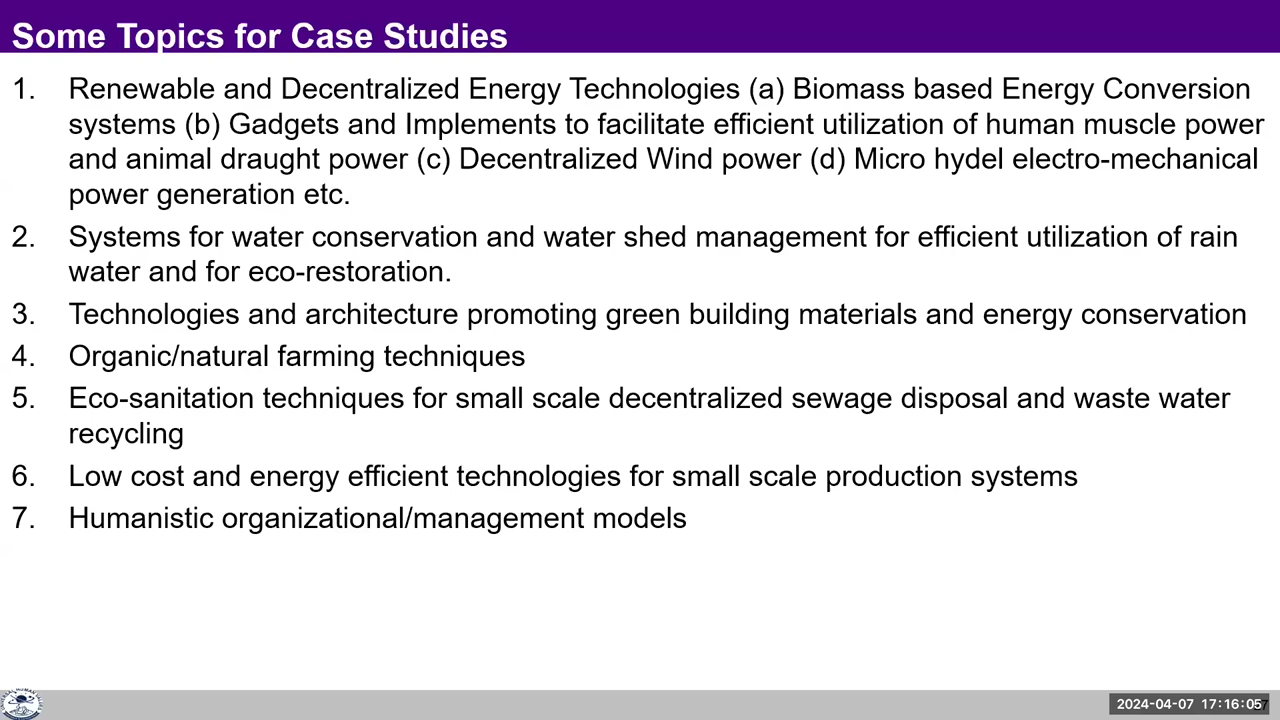 Some Topics for Case Studies
1. Renewable and Decentralized Energy Technologies (a) Biomass based Energy Conversion
systems (b) Gadgets and Implements to facilitate efficient utilization of human muscle power
and animal draught power (c) Decentralized Wind power (d) Micro hydel electro-mechanical
power generation etc.
2. Systems for water conservation and water shed management for efficient utilization of rain
water and for eco-restoration.
3. Technologies and architecture promoting green building materials and energy conservation
4. Organic/natural farming techniques
5. Eco-sanitation techniques for small scale decentralized sewage disposal and waste water
recycling
6. Low cost and energy efficient technologies for small scale production systems
7. Humanistic organizational/management models
2024-04-07 17:16:05